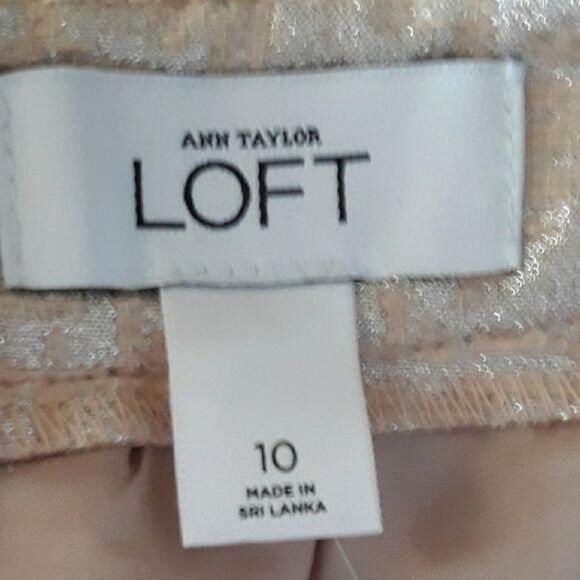 ANN TAYLOR
LOFT
10
MADE IN
SRI LANKA